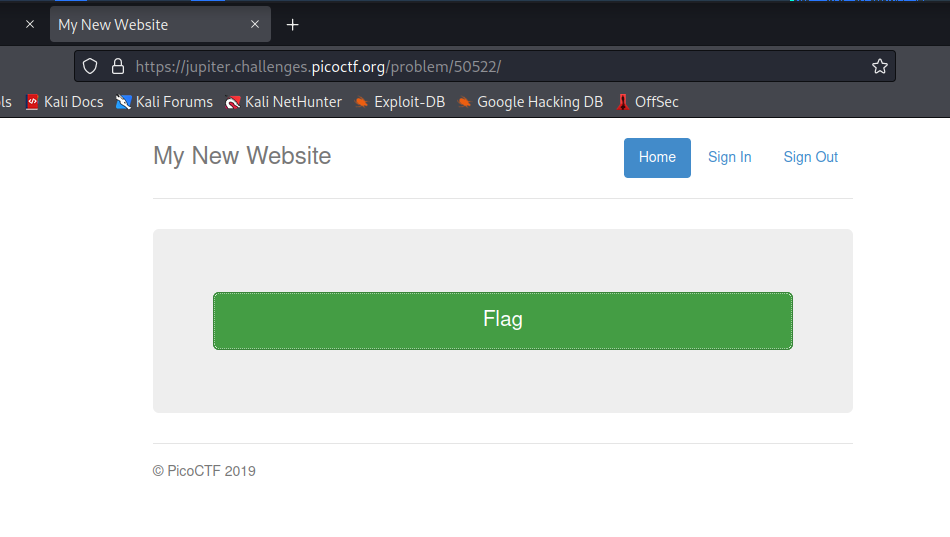 My New Website
https://jupiter.challenges.picoctf.org/problem/50522/
ls Kali Docs Kali Forums Kali NetHunter Exploit-DB Google Hacking DB OffSec
My New Website Home Sign In Sign Out
Flag
© PicoCTF 2019